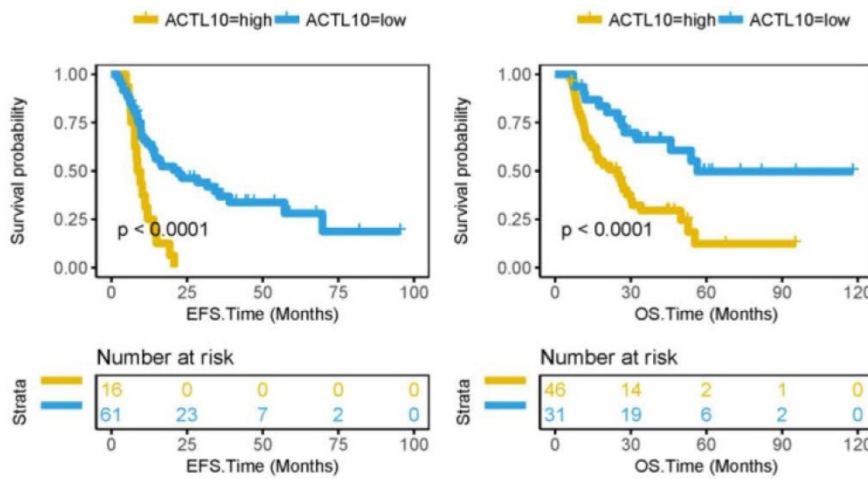 ACTL10=high ACTL10=low
Survival probability
1.00
0.75
0.50
0.25
0.00
p < 0.0001
0 25 50 75 100
EFS.Time (Months)
Number at risk
Strata
16 0 0 0 0
61 23 7 2 0
0 25 50 75 100
EFS.Time (Months)
ACTL10=high ACTL10=low
Survival probability
1.00
0.75
0.50
0.25
0.00
p < 0.0001
0 30 60 90 120
OS.Time (Months)
Number at risk
Strata
46 14 2 1 0
31 19 6 2 0
0 30 60 90 120
OS.Time (Months)